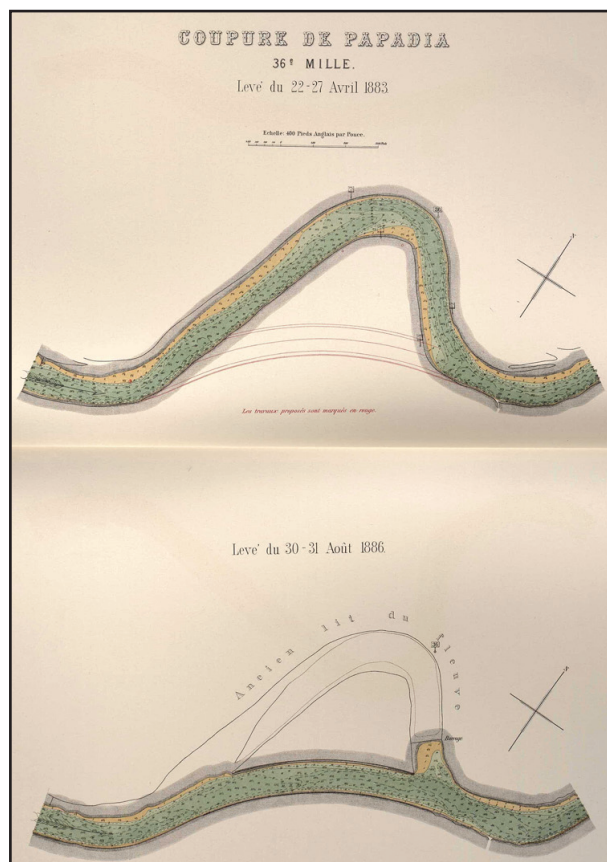 COUPURE DE PAPADIA
36e MILLE.
Levé du 22-27 Avril 1883
Echelle: 400 Pieds Anglais par Pouce.
Les travaux proposés sont marqués en rouge.
Levé du 30-31 Août 1886.
Ancien lit du fleuve
Barrage